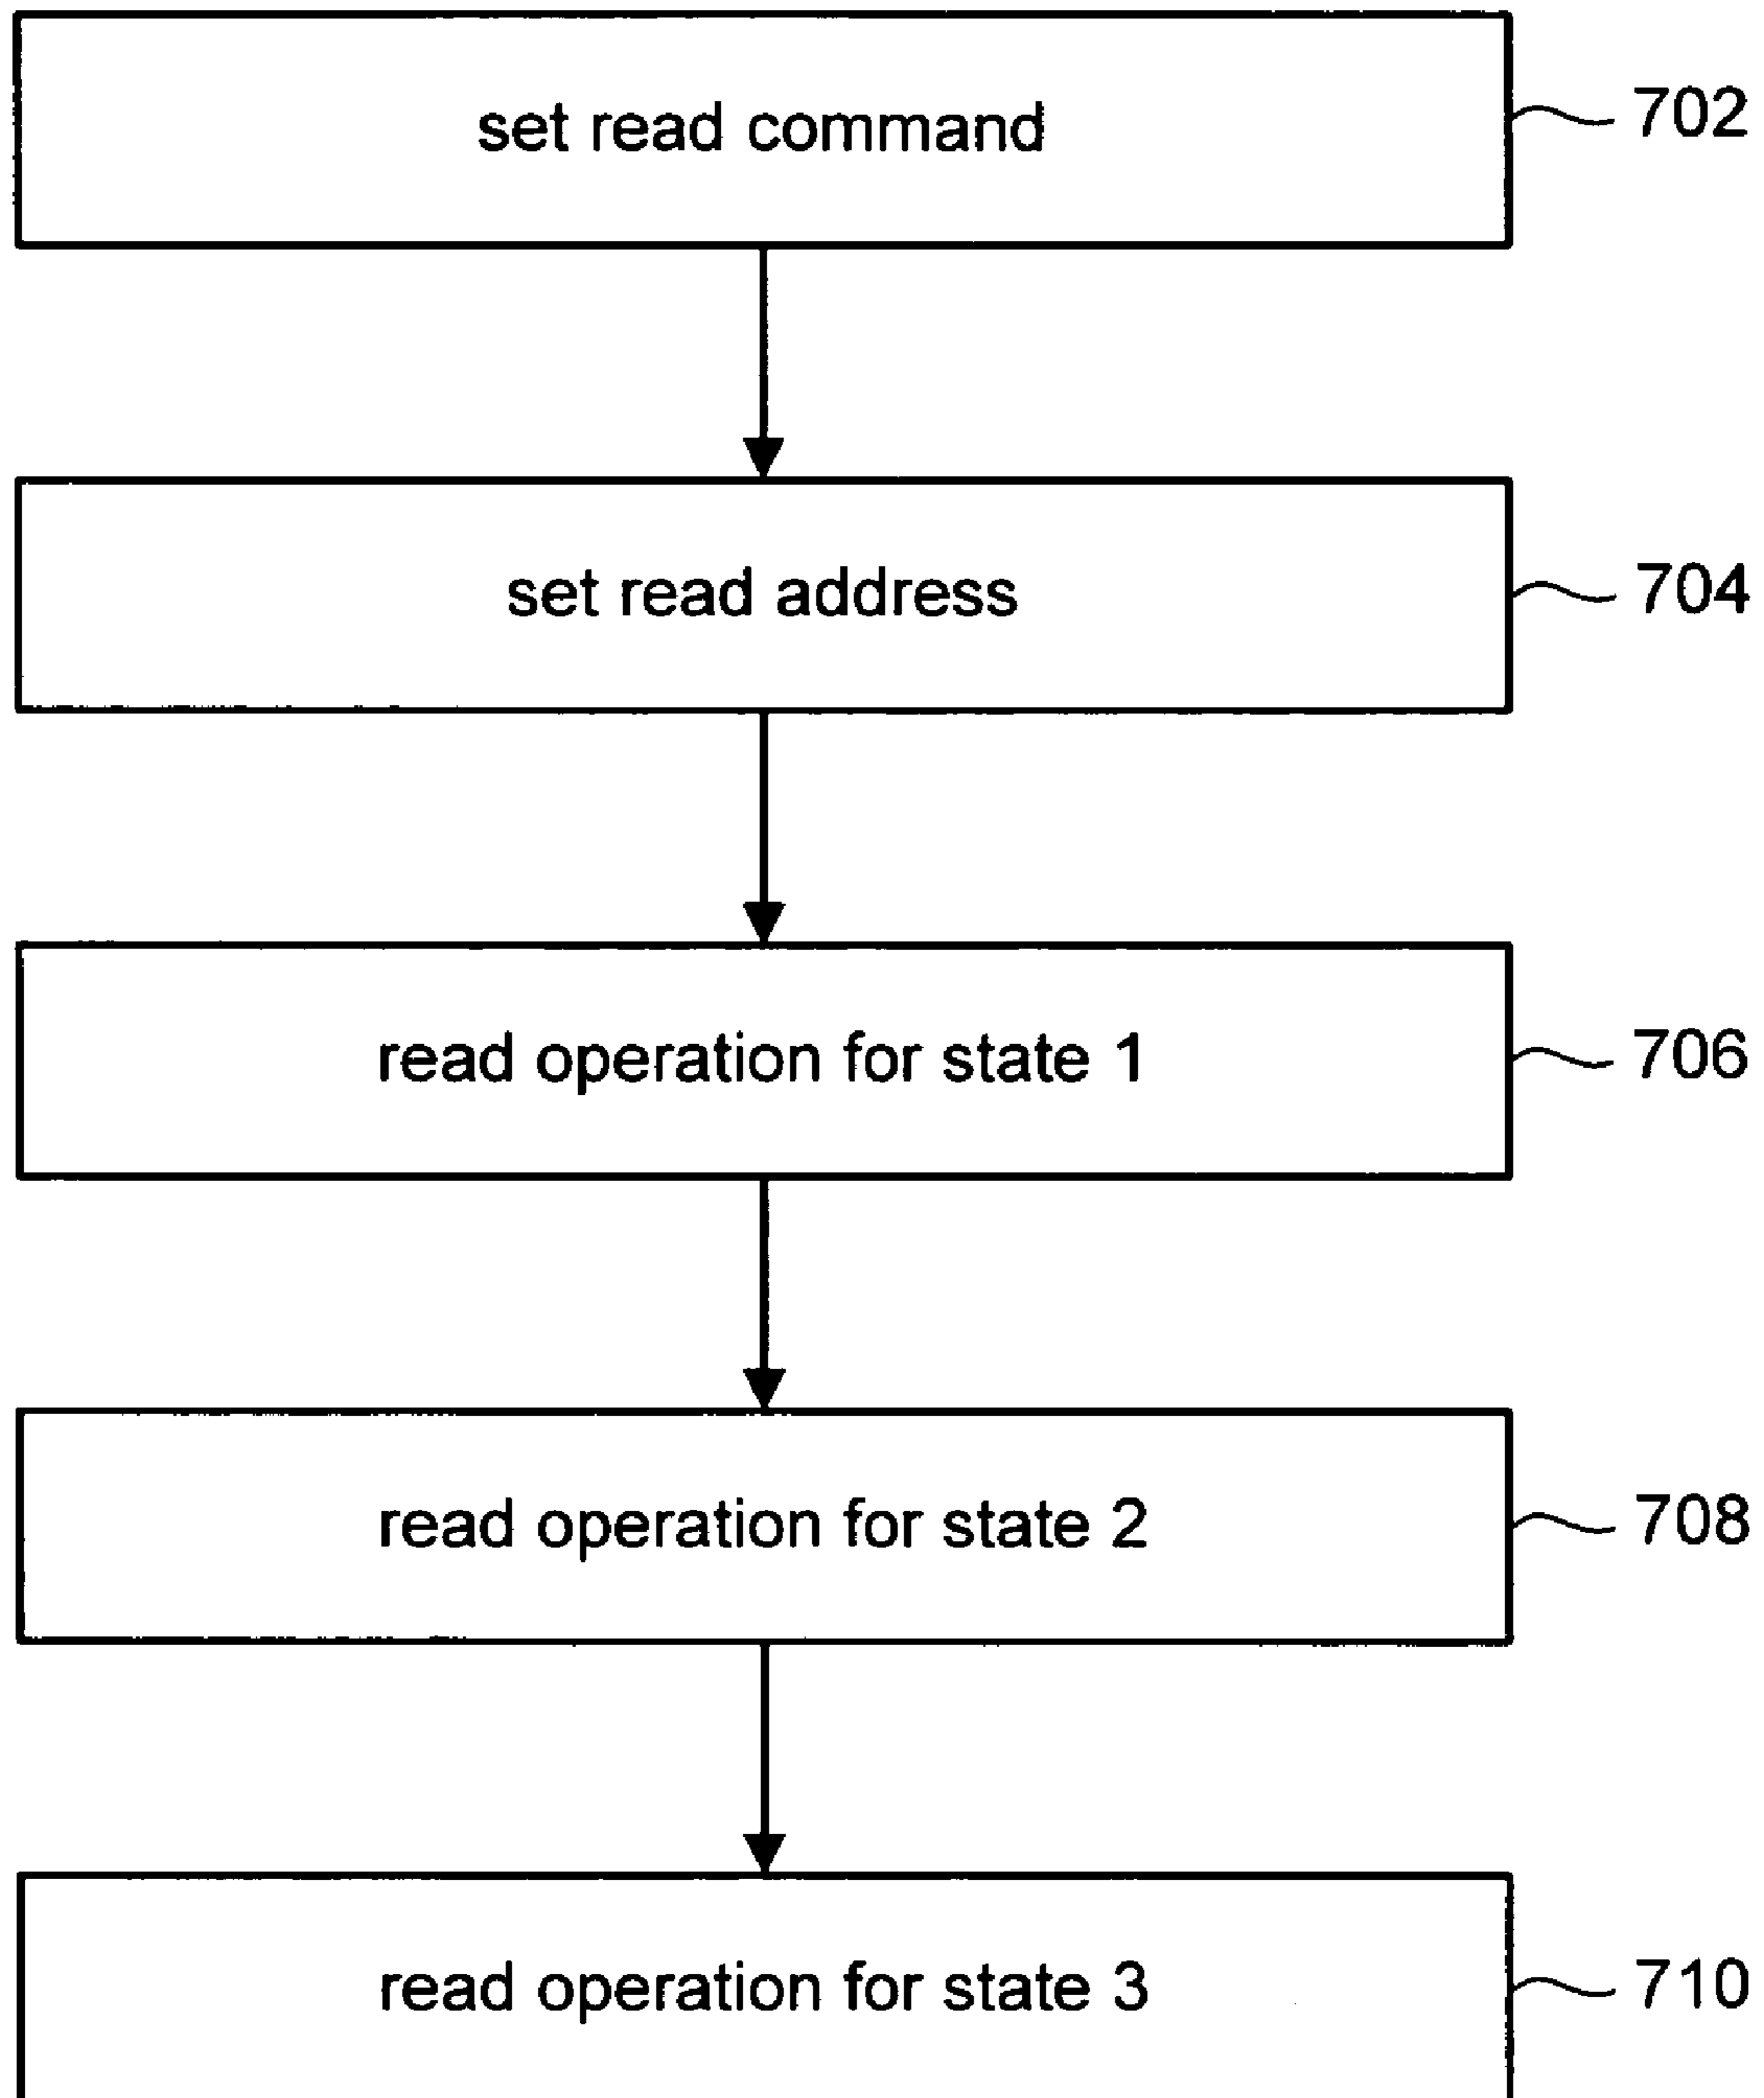 set read command
702
set read address
704
read operation for state 1
706
read operation for state 2
708
read operation for state 3
710